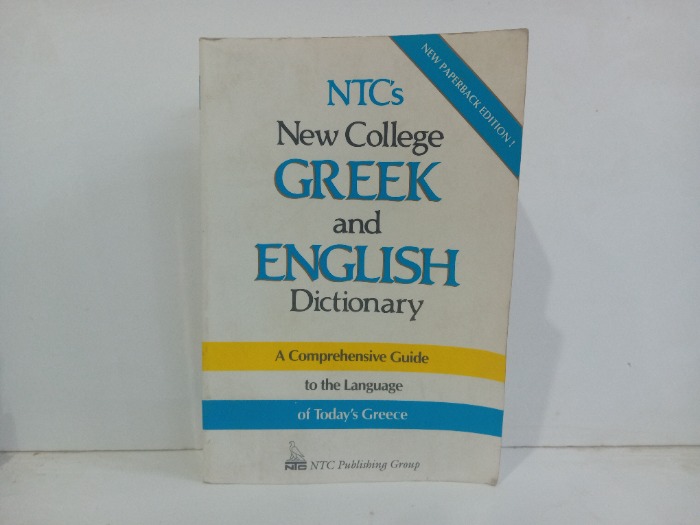 NEW PAPERBACK EDITION!
NTC's
New College
GREEK
and
ENGLISH
Dictionary
A Comprehensive Guide
to the Language
of Today's Greece
NTC NTC Publishing Group